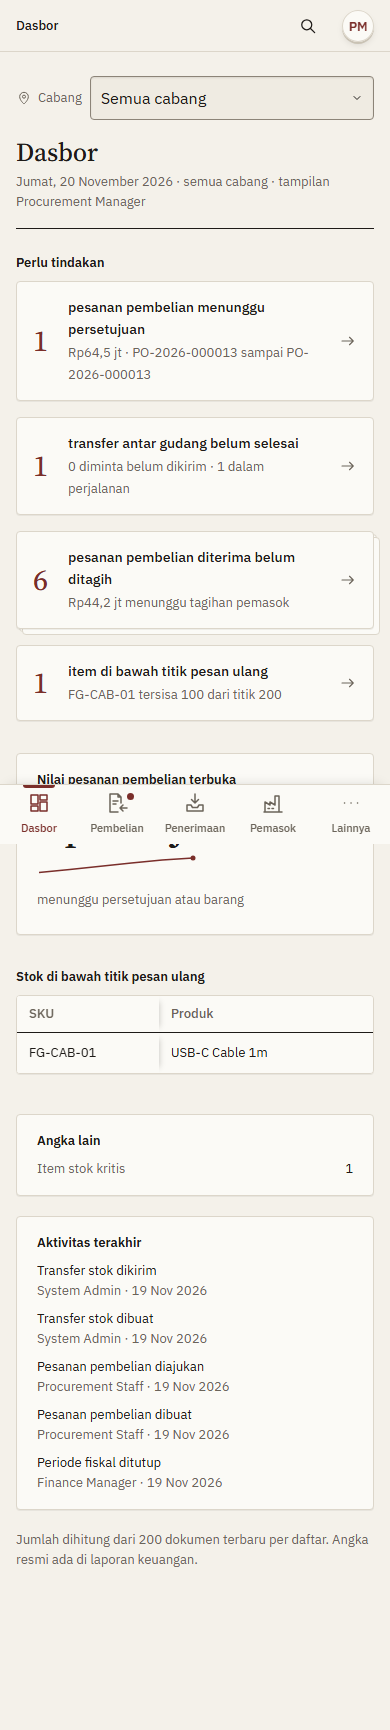 Dasbor
PM
Cabang
Semua cabang
Dasbor
Jumat, 20 November 2026 · semua cabang · tampilan
Procurement Manager
Perlu tindakan
1
pesanan pembelian menunggu
persetujuan
Rp64,5 jt · PO-2026-000013 sampai PO-
2026-000013
1
transfer antar gudang belum selesai
0 diminta belum dikirim · 1 dalam
perjalanan
6
pesanan pembelian diterima belum
ditagih
Rp44,2 jt menunggu tagihan pemasok
1
item di bawah titik pesan ulang
FG-CAB-01 tersisa 100 dari titik 200
Nilai pesanan pembelian terbuka
Dasbor
Pembelian
Penerimaan
Pemasok
Lainnya
menunggu persetujuan atau barang
Stok di bawah titik pesan ulang
SKU Produk
FG-CAB-01 USB-C Cable 1m
Angka lain
Item stok kritis 1
Aktivitas terakhir
Transfer stok dikirim
System Admin · 19 Nov 2026
Transfer stok dibuat
System Admin · 19 Nov 2026
Pesanan pembelian diajukan
Procurement Staff · 19 Nov 2026
Pesanan pembelian dibuat
Procurement Staff · 19 Nov 2026
Periode fiskal ditutup
Finance Manager · 19 Nov 2026
Jumlah dihitung dari 200 dokumen terbaru per daftar. Angka
resmi ada di laporan keuangan.